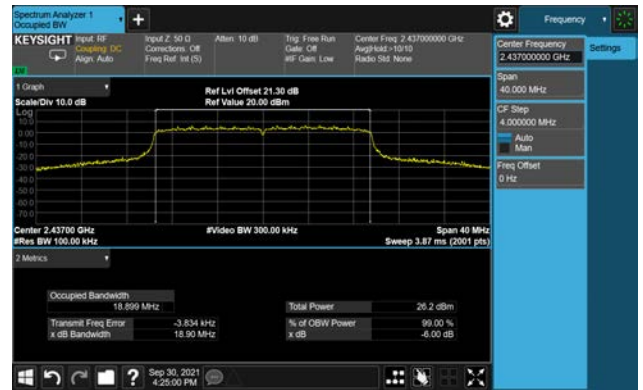 Spectrum Analyzer 1
Occupied BW
+
Frequency
KEYSIGHT Input: RF
Coupling: DC
Align: Auto
Input Z: 50 Ω
Corrections: Off
Freq Ref: Int (S)
Atten: 10 dB
Trig: Free Run
Gate: Off
#IF Gain: Low
Center Freq: 2.437000000 GHz
Avg|Hold:>10/10
Radio Std: None
Center Frequency
2.437000000 GHz
Settings
Span
40.000 MHz
CF Step
4.000000 MHz
Auto
Man
Freq Offset
0 Hz
1 Graph
Scale/Div 10.0 dB
Ref Lvl Offset 21.30 dB
Ref Value 20.00 dBm
Log
10.0
0.00
-10.0
-20.0
-30.0
-40.0
-50.0
-60.0
-70.0
Center 2.43700 GHz
#Res BW 100.00 kHz
#Video BW 300.00 kHz
Span 40 MHz
Sweep 3.87 ms (2001 pts)
2 Metrics
Occupied Bandwidth
18.899 MHz
Total Power 26.2 dBm
Transmit Freq Error -3.834 kHz
% of OBW Power 99.00 %
x dB Bandwidth 18.90 MHz
x dB -6.00 dB
?
Sep 30, 2021
4:25:00 PM